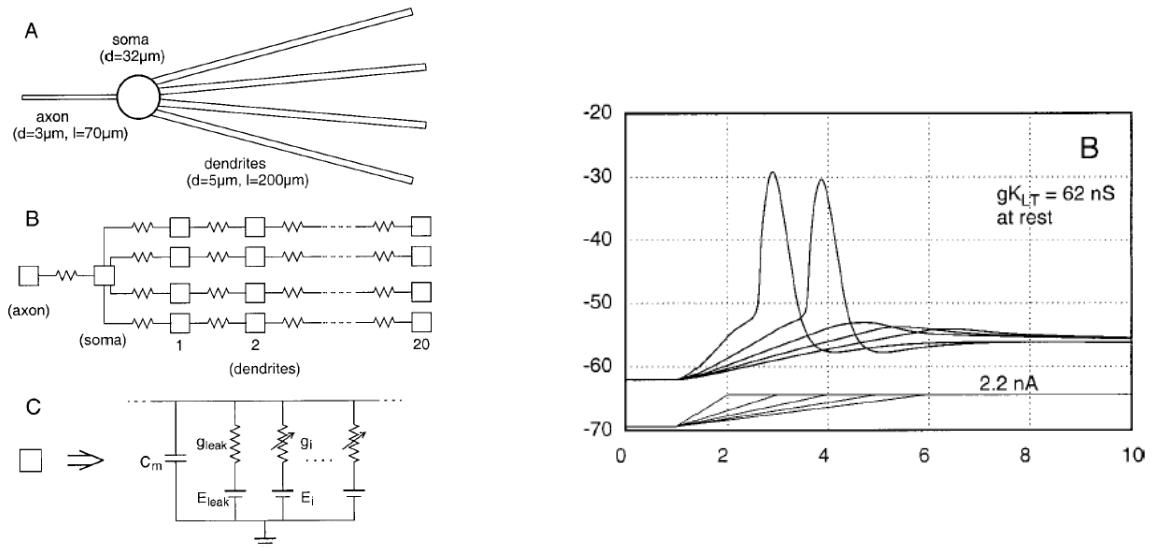 A
soma
(d=32µm)
axon
(d=3µm, l=70µm)
dendrites
(d=5µm, l=200µm)
B
(axon)
(soma)
1
2
20
(dendrites)
C
Cm
gleak
gi
Eleak
Ei
-20
-30
-40
-50
-60
-70
B
gKLT = 62 nS
at rest
2.2 nA
0
2
4
6
8
10